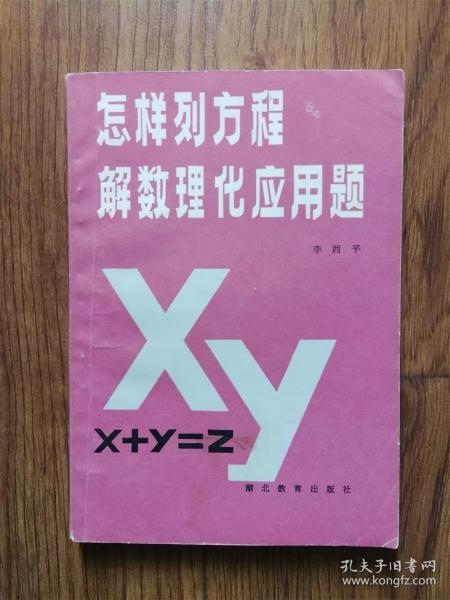 怎样列方程
解数理化应用题
李西平
xy
x+y=z
湖北教育出版社
孔夫子旧书网
www.kongfz.com